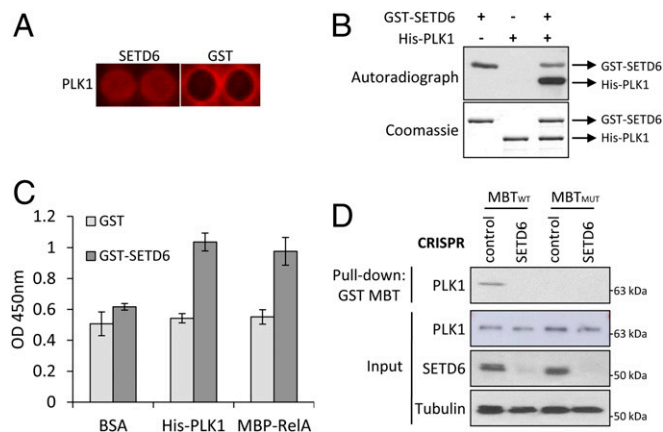 A
SETD6 GST
PLK1
B
GST-SETD6 + - +
His-PLK1 - + +
Autoradiograph
GST-SETD6
His-PLK1
Coomassie
GST-SETD6
His-PLK1
C
GST
GST-SETD6
OD 450nm
1.2
1
0.8
0.6
0.4
0.2
0
BSA His-PLK1 MBP-RelA
D
MBTWT MBTMUT
CRISPR
control SETD6 control SETD6
Pull-down:
GST MBT
PLK1
-63 kDa
Input
PLK1
-63 kDa
SETD6
-50 kDa
Tubulin
-50 kDa